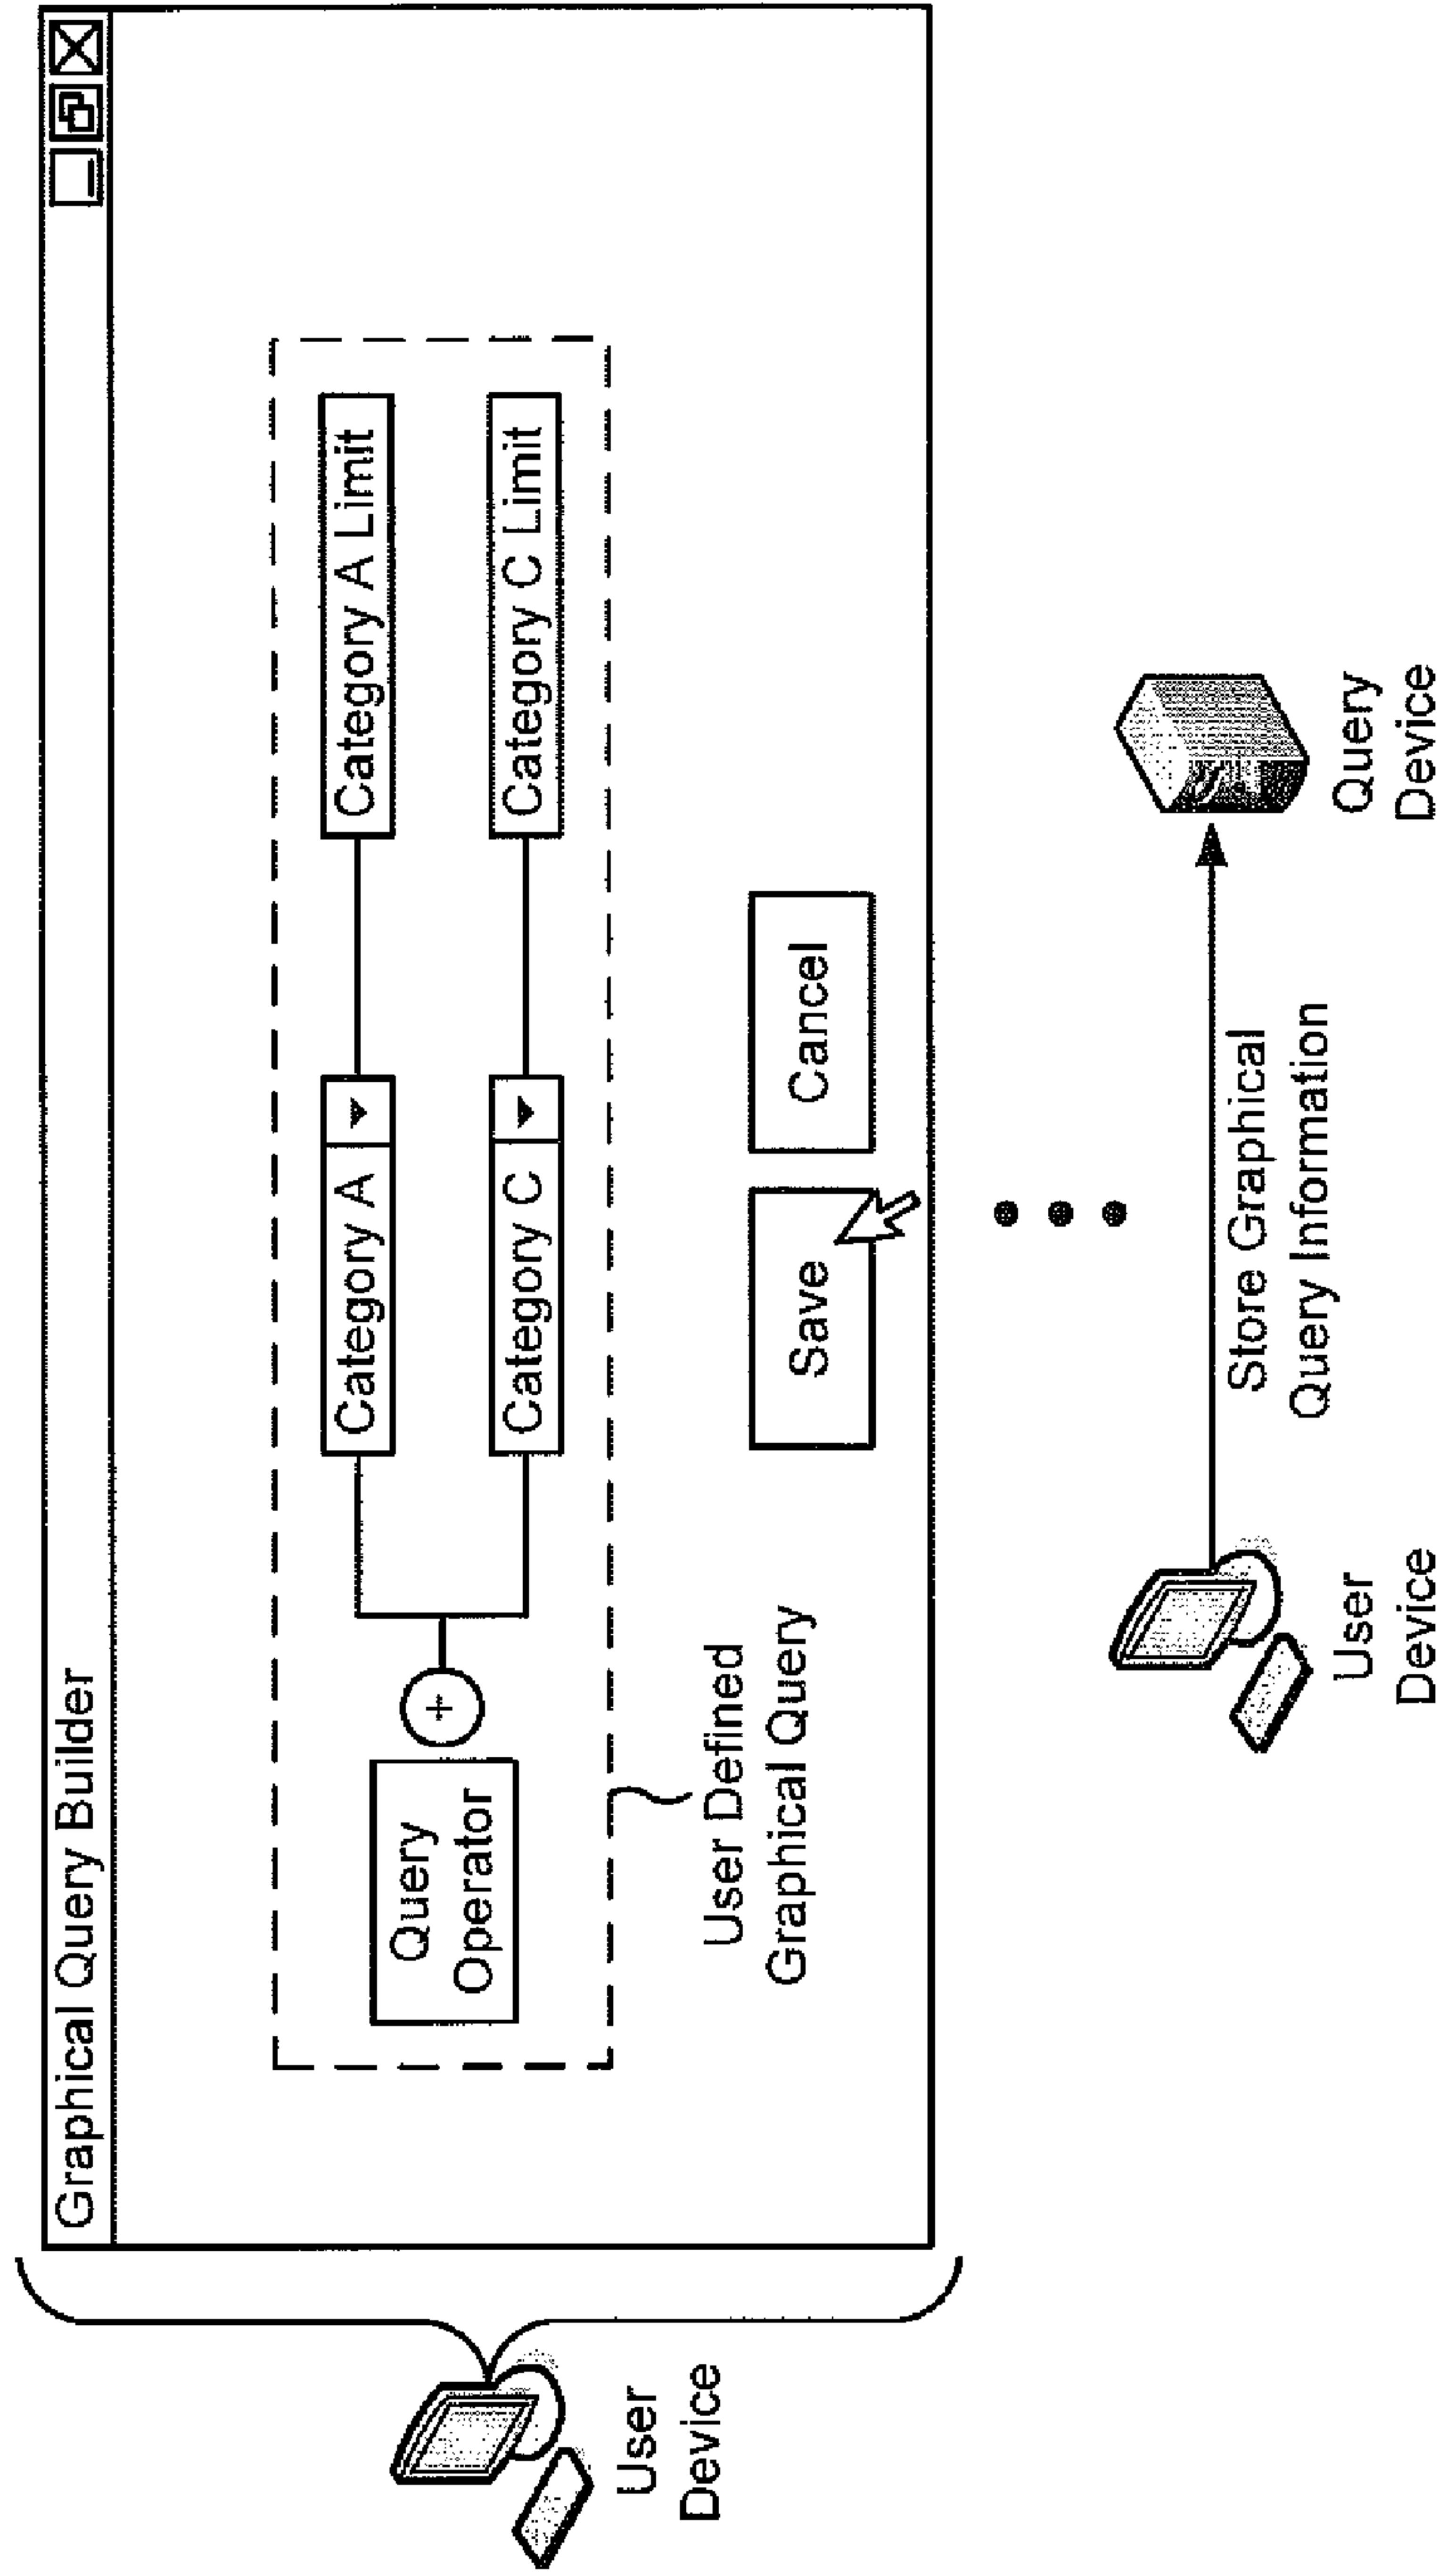 Graphical Query Builder
Query
Operator
+
Category A
Category A Limit
Category C
Category C Limit
User Defined
Graphical Query
Save
Cancel
User
Device
Store Graphical
Query Information
User
Device
Query
Device